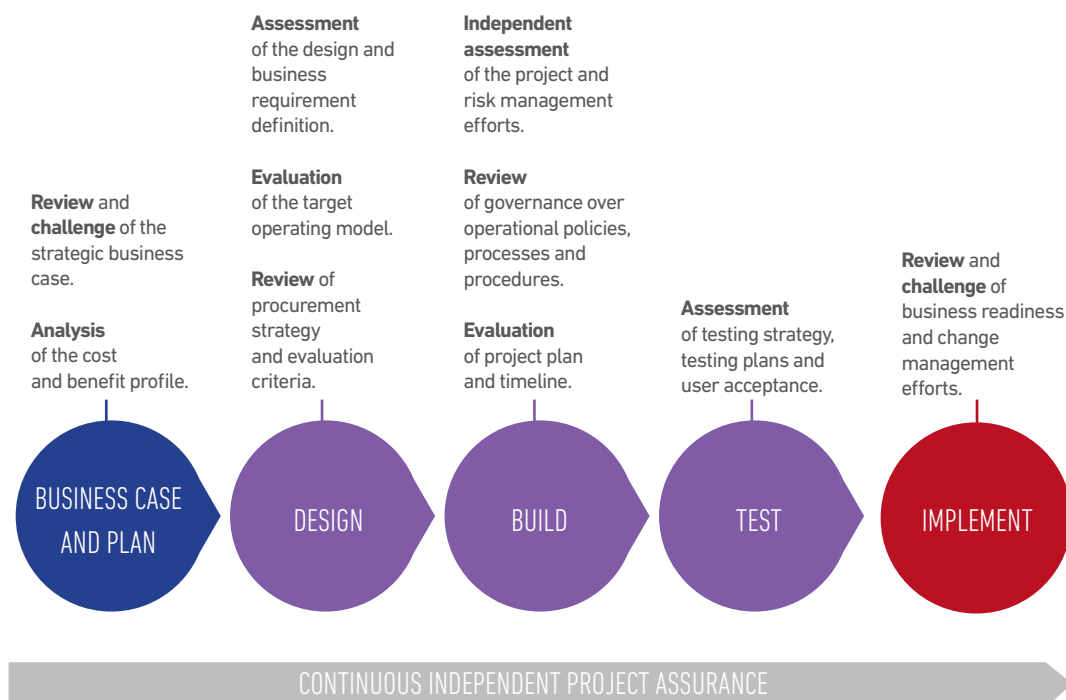 Review and
challenge of the
strategic business
case.
Analysis
of the cost
and benefit profile.
BUSINESS CASE
AND PLAN
Assessment
of the design and
business
requirement
definition.
Evaluation
of the target
operating model.
Review of
procurement
strategy
and evaluation
criteria.
DESIGN
Independent
assessment
of the project and
risk management
efforts.
Review
of governance over
operational policies,
processes and
procedures.
Evaluation
of project plan
and timeline.
BUILD
Assessment
of testing strategy,
testing plans and
user acceptance.
TEST
Review and
challenge of
business readiness
and change
management
efforts.
IMPLEMENT
CONTINUOUS INDEPENDENT PROJECT ASSURANCE